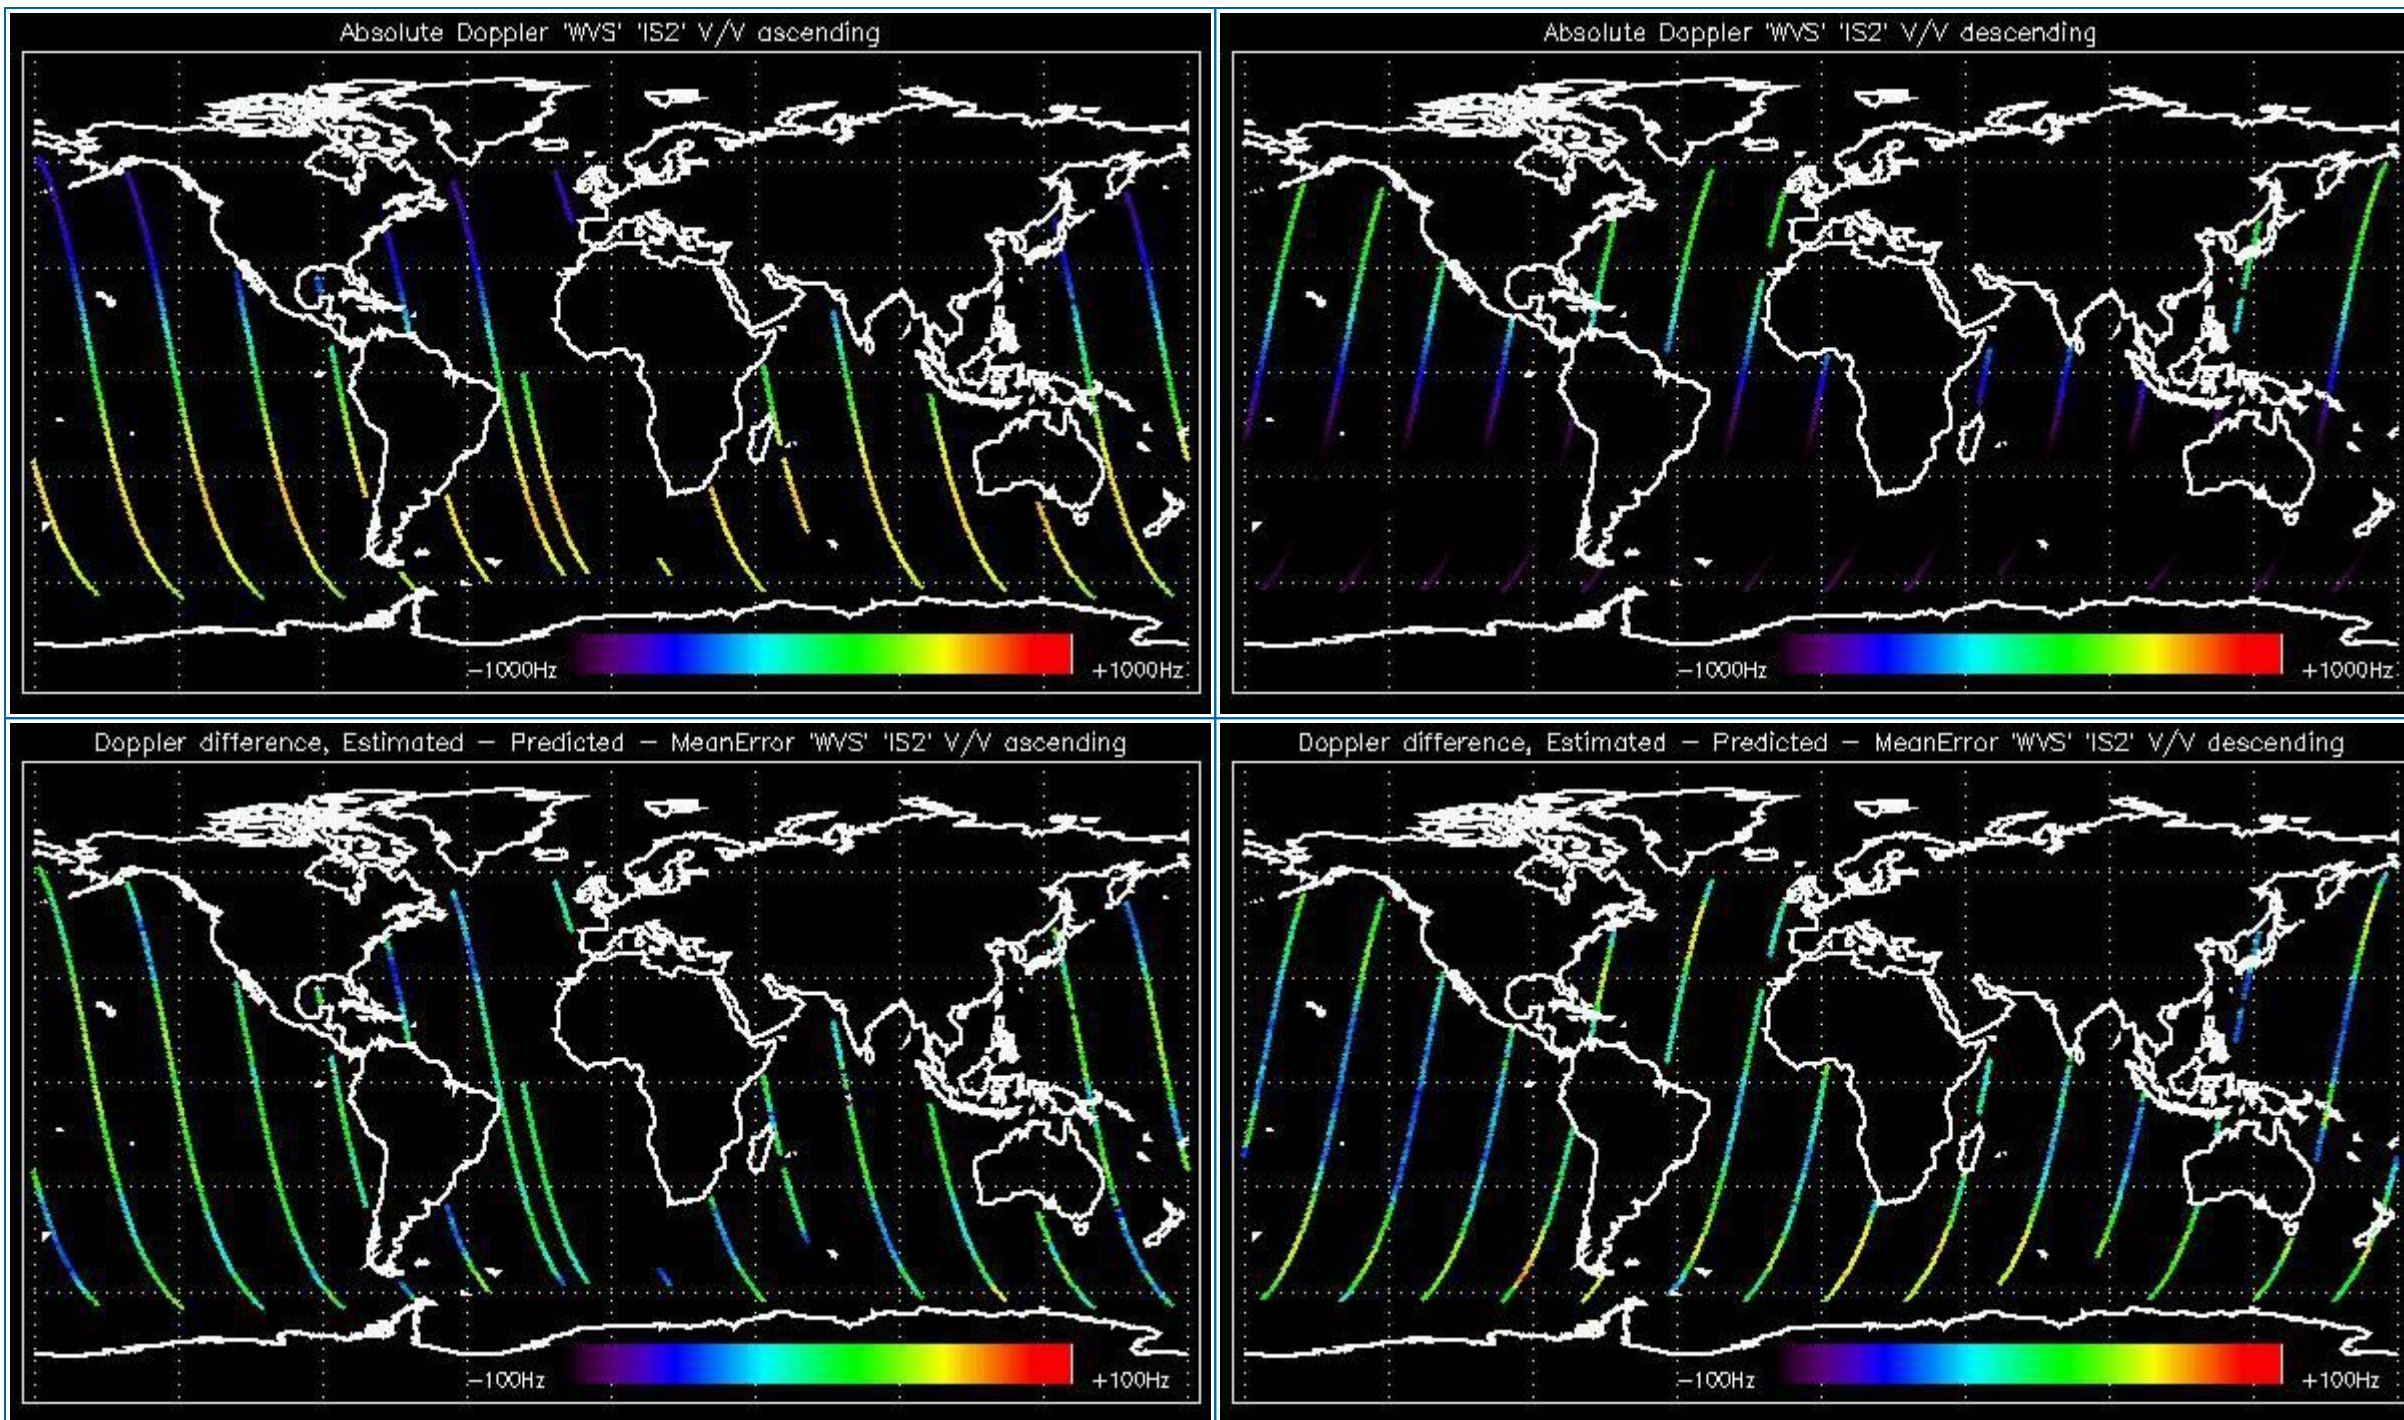 Absolute Doppler 'WVS' 'IS2' V/V ascending
-1000Hz
+1000Hz
Absolute Doppler 'WVS' 'IS2' V/V descending
-1000Hz
+1000Hz
Doppler difference, Estimated - Predicted - MeanError 'WVS' 'IS2' V/V ascending
-100Hz
+100Hz
Doppler difference, Estimated - Predicted - MeanError 'WVS' 'IS2' V/V descending
-100Hz
+100Hz